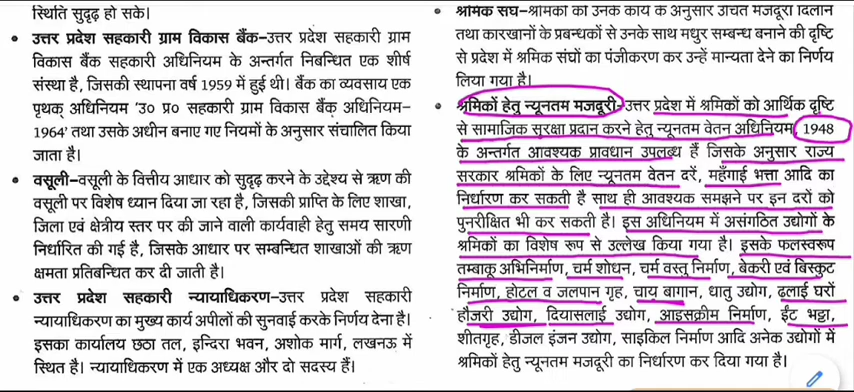 स्थिति सुदृढ़ हो सके।
• उत्तर प्रदेश सहकारी ग्राम विकास बैंक–उत्तर प्रदेश सहकारी ग्राम
विकास बैंक सहकारी अधिनियम के अन्तर्गत निबन्धित एक शीर्ष
संस्था है, जिसकी स्थापना वर्ष 1959 में हुई थी। बैंक का व्यवसाय एक
पृथक् अधिनियम ‘उ० प्र० सहकारी ग्राम विकास बैंक अधिनियम–
1964’ तथा उसके अधीन बनाए गए नियमों के अनुसार संचालित किया
जाता है।
• वसूली–वसूली के वित्तीय आधार को सुदृढ़ करने के उद्देश्य से ऋण की
वसूली पर विशेष ध्यान दिया जा रहा है, जिसकी प्राप्ति के लिए शाखा,
जिला एवं क्षेत्रीय स्तर पर की जाने वाली कार्यवाही हेतु समय सारणी
निर्धारित की गई है, जिसके आधार पर सम्बन्धित शाखाओं की ऋण
क्षमता प्रतिबन्धित कर दी जाती है।
• उत्तर प्रदेश सहकारी न्यायाधिकरण–उत्तर प्रदेश सहकारी
न्यायाधिकरण का मुख्य कार्य अपीलों की सुनवाई करके निर्णय देना है।
इसका कार्यालय छठा तल, इन्दिरा भवन, अशोक मार्ग, लखनऊ में
स्थित है। न्यायाधिकरण में एक अध्यक्ष और दो सदस्य हैं।
• श्रमिक संघ–श्रमिकों को उनके कार्य के अनुसार उचित मजदूरी दिलाने
तथा कारखानों के प्रबन्धकों से उनके साथ मधुर सम्बन्ध बनाने की दृष्टि
से प्रदेश में श्रमिक संघों का पंजीकरण कर उन्हें मान्यता देने का निर्णय
लिया गया है।
• श्रमिकों हेतु न्यूनतम मजदूरी–उत्तर प्रदेश में श्रमिकों को आर्थिक दृष्टि
से सामाजिक सुरक्षा प्रदान करने हेतु न्यूनतम वेतन अधिनियम, 1948
के अन्तर्गत आवश्यक प्रावधान उपलब्ध हैं जिसके अनुसार राज्य
सरकार श्रमिकों के लिए न्यूनतम वेतन दरें, महँगाई भत्ता आदि का
निर्धारण कर सकती है साथ ही आवश्यक समझने पर इन दरों को
पुनरीक्षित भी कर सकती है। इस अधिनियम में असंगठित उद्योगों के
श्रमिकों का विशेष रूप से उल्लेख किया गया है। इसके फलस्वरूप
तम्बाकू अभिनिर्माण, चर्म शोधन, चर्म वस्तु निर्माण, बेकरी एवं बिस्कुट
निर्माण, होटल व जलपान गृह, चाय बागान, धातु उद्योग, ढलाई घरों
हौजरी उद्योग, दियासलाई उद्योग, आइसक्रीम निर्माण, ईंट भट्ठा,
शीतगृह, डीजल इंजन उद्योग, साइकिल निर्माण आदि अनेक उद्योगों में
श्रमिकों हेतु न्यूनतम मजदूरी का निर्धारण कर दिया गया है।